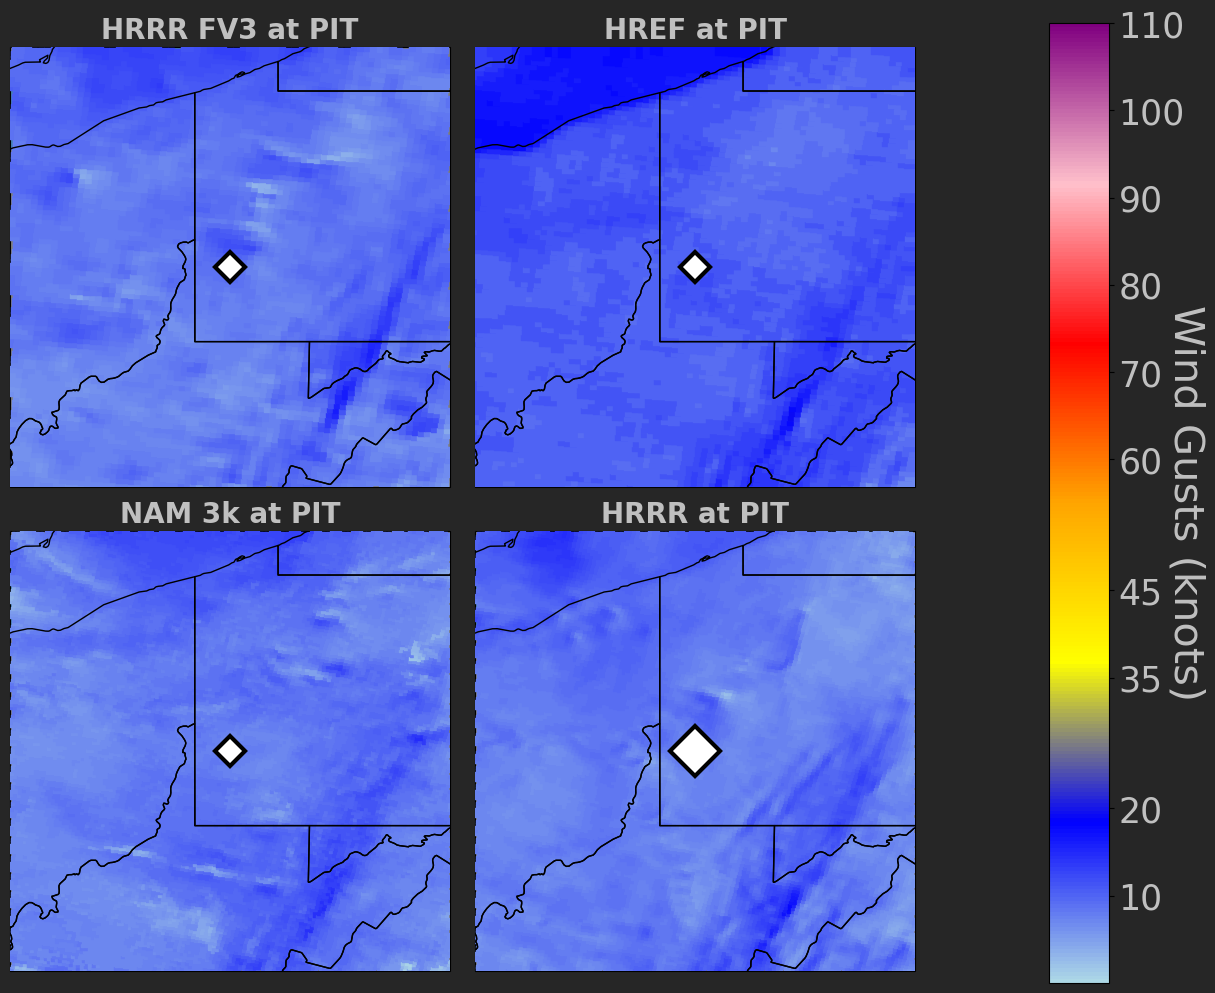 HRRR FV3 at PIT
HREF at PIT
NAM 3k at PIT
HRRR at PIT
110
100
90
80
70
60
45
35
20
10
Wind Gusts (knots)